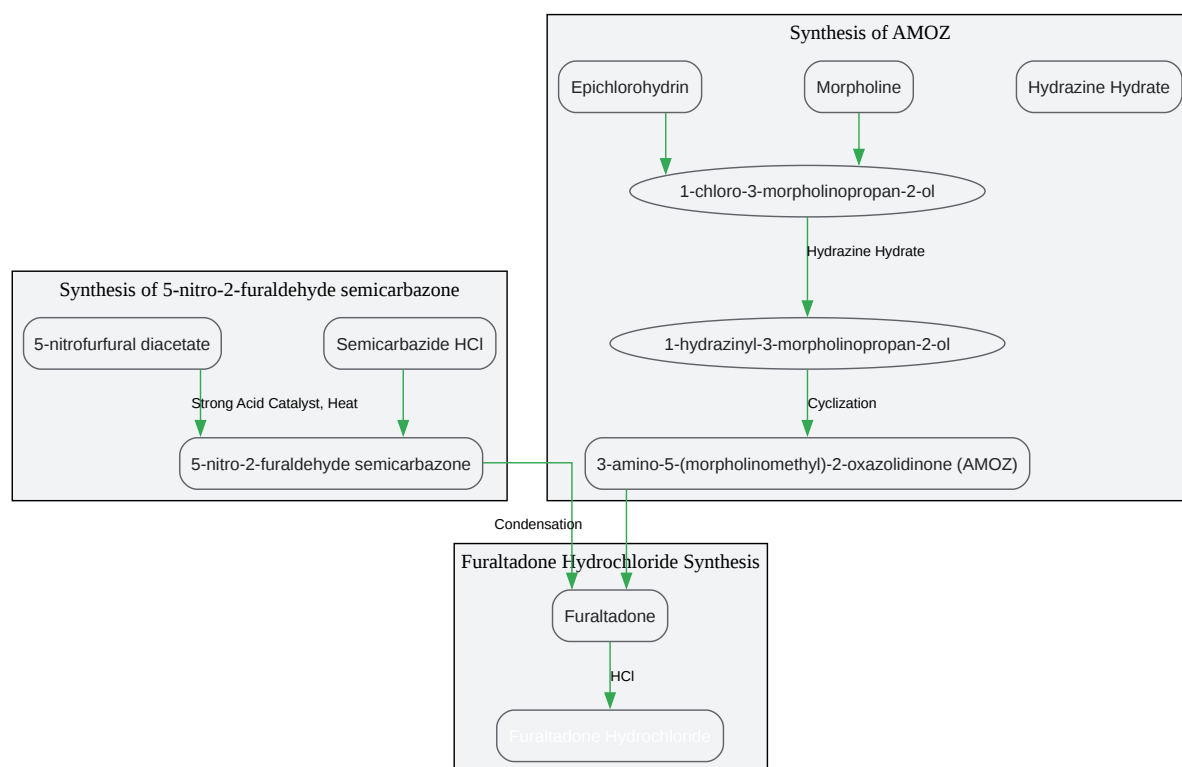 Synthesis of AMOZ
Epichlorohydrin
Morpholine
Hydrazine Hydrate
1-chloro-3-morpholinopropan-2-ol
Hydrazine Hydrate
1-hydrazinyl-3-morpholinopropan-2-ol
Cyclization
3-amino-5-(morpholinomethyl)-2-oxazolidinone (AMOZ)
Synthesis of 5-nitro-2-furaldehyde semicarbazone
5-nitrofurfural diacetate
Semicarbazide HCl
Strong Acid Catalyst, Heat
5-nitro-2-furaldehyde semicarbazone
Condensation
Furaltadone Hydrochloride Synthesis
Furaltadone
HCl
Furaltadone Hydrochloride